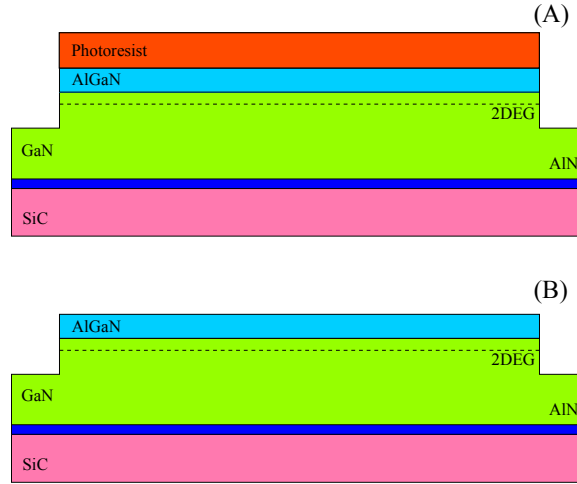 (A)
Photoresist
AlGaN
2DEG
GaN
AlN
SiC
(B)
AlGaN
2DEG
GaN
AlN
SiC